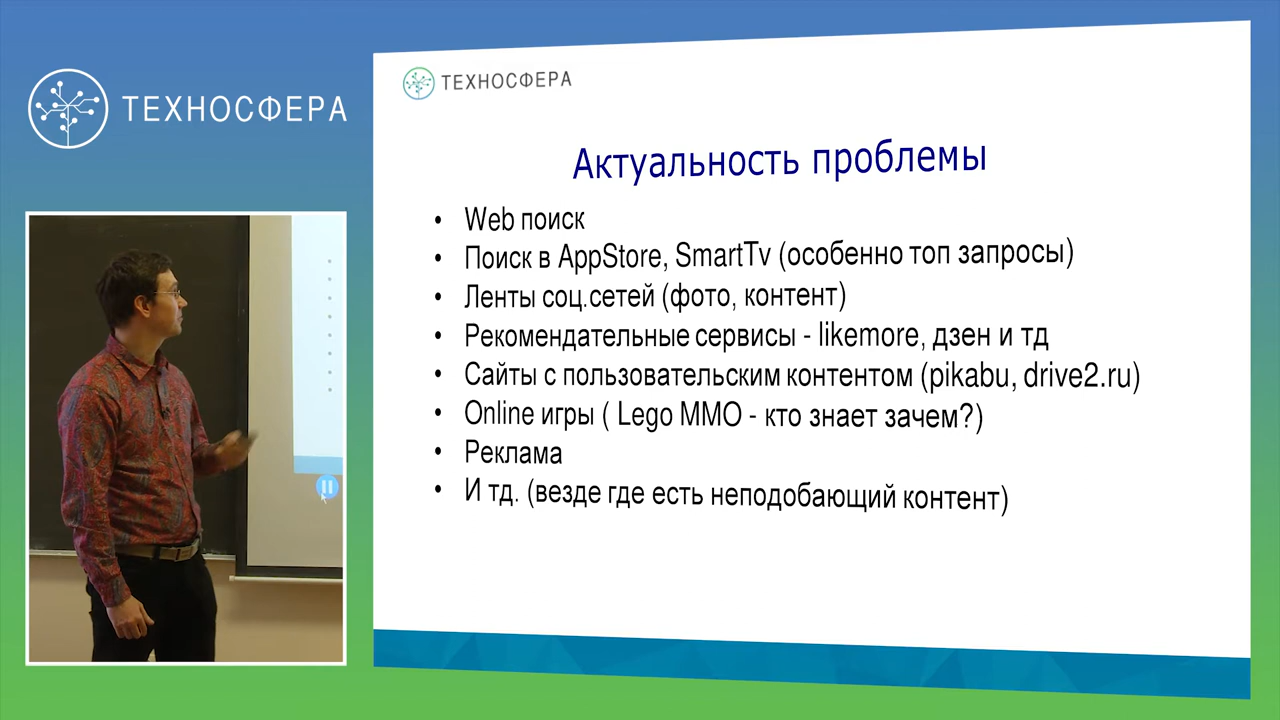 ТЕХНОСФЕРА
ТЕХНОСФЕРА
Актуальность проблемы
• Web поиск
• Поиск в AppStore, SmartTv (особенно топ запросы)
• Ленты соц.сетей (фото, контент)
• Рекомендательные сервисы - likemore, дзен и тд
• Сайты с пользовательским контентом (pikabu, drive2.ru)
• Online игры ( Lego MMO - кто знает зачем?)
• Реклама
• И тд. (везде где есть неподобающий контент)